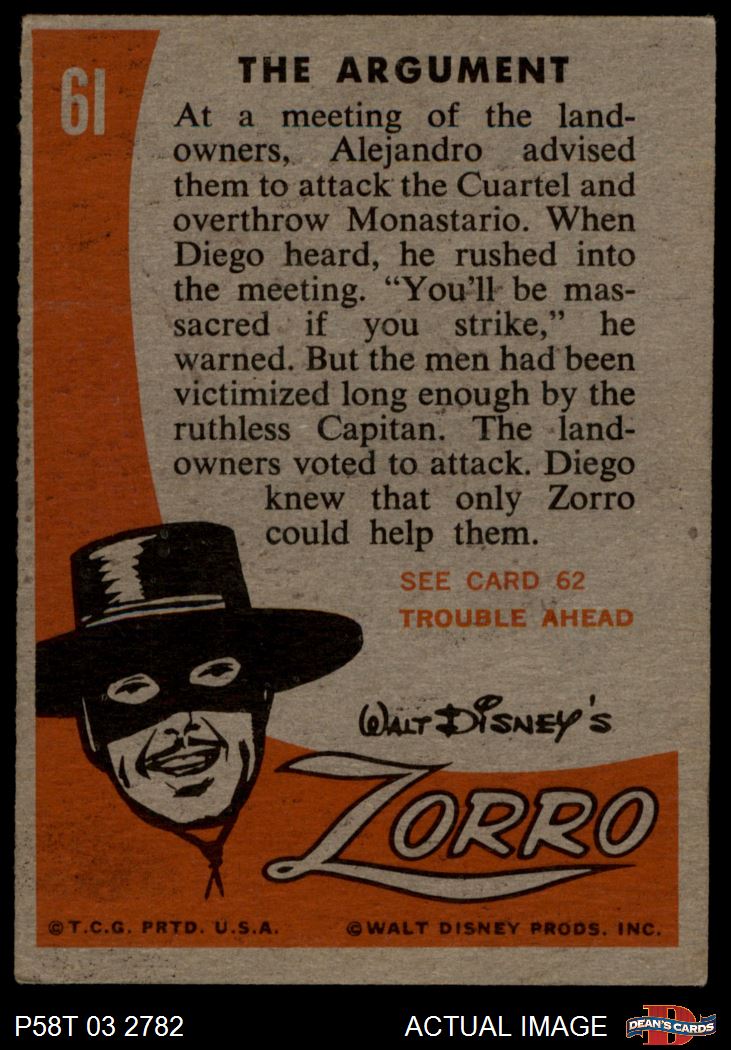 61
THE ARGUMENT
At a meeting of the land-
owners, Alejandro advised
them to attack the Cuartel and
overthrow Monastario. When
Diego heard, he rushed into
the meeting. “You’ll be mas-
sacred if you strike,” he
warned. But the men had been
victimized long enough by the
ruthless Capitan. The land-
owners voted to attack. Diego
knew that only Zorro
could help them.
SEE CARD 62
TROUBLE AHEAD
WALT DISNEY'S
ZORRO
©T.C.G. PRTD. U.S.A. ©WALT DISNEY PRODS. INC.
P58T 03 2782 ACTUAL IMAGE D DEAN'S CARDS